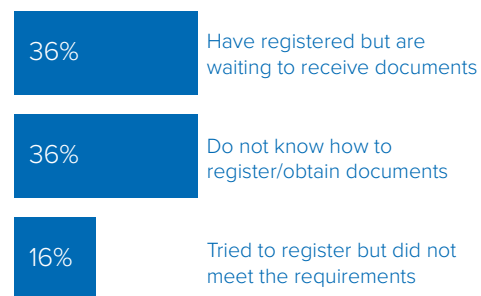 36%
Have registered but are
waiting to receive documents
36%
Do not know how to
register/obtain documents
16%
Tried to register but did not
meet the requirements